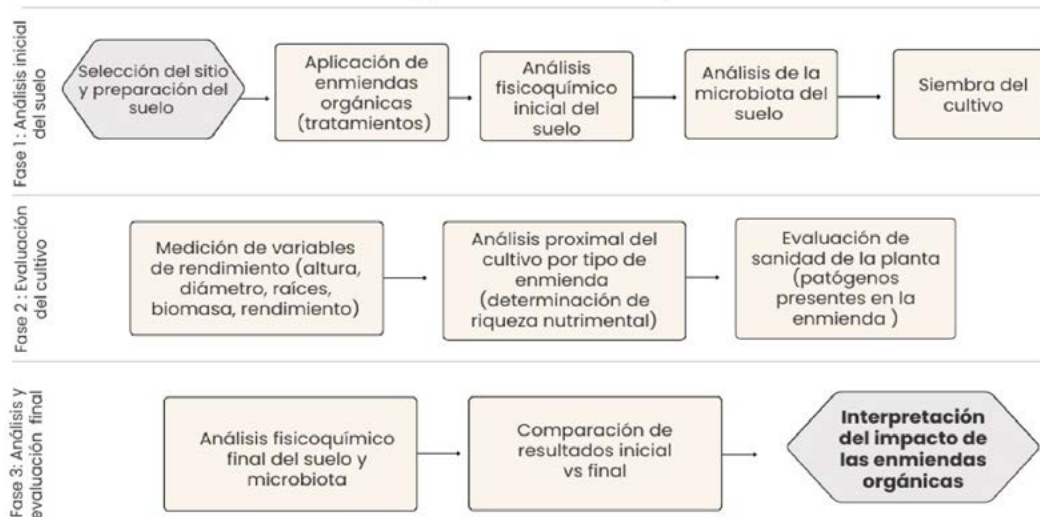 Fase 1 : Análisis inicial
del suelo
Selección del sitio
y preparación del
suelo
Aplicación de
enmiendas
orgánicas
(tratamientos)
Análisis
fisicoquímico
inicial del
suelo
Análisis de la
microbiota del
suelo
Siembra del
cultivo
Fase 2 : Evaluación
del cultivo
Medición de variables
de rendimiento (altura,
diámetro, raíces,
biomasa, rendimiento)
Análisis proximal del
cultivo por tipo de
enmienda
(determinación de
riqueza nutrimental)
Evaluación de
sanidad de la planta
(patógenos
presentes en la
enmienda )
Fase 3: Análisis y
evaluación final
Análisis fisicoquímico
final del suelo y
microbiota
Comparación de
resultados inicial
vs final
Interpretación
del impacto de
las enmiendas
orgánicas